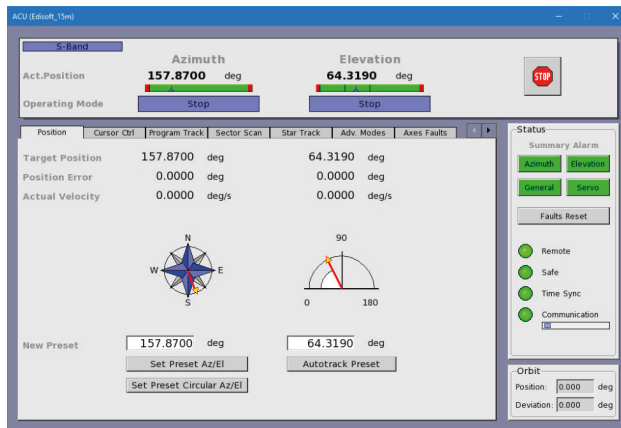 ACU (Edisoft_15m)
S-Band
Azimuth Elevation
Act.Position 157.8700 deg 64.3190 deg
STOP
Operating Mode Stop Stop
Position Cursor Ctrl Program Track Sector Scan Star Track Adv. Modes Axes Faults
Target Position 157.8700 deg 64.3190 deg
Position Error 0.0000 deg 0.0000 deg
Actual Velocity 0.0000 deg/s 0.0000 deg/s
N
W E
S
90
0 180
New Preset 157.8700 deg 64.3190 deg
Set Preset Az/El Autotrack Preset
Set Preset Circular Az/El
Status
Summary Alarm
Azimuth Elevation
General Servo
Faults Reset
Remote
Safe
Time Sync
Communication
Orbit
Position: 0.000 deg
Deviation: 0.000 deg